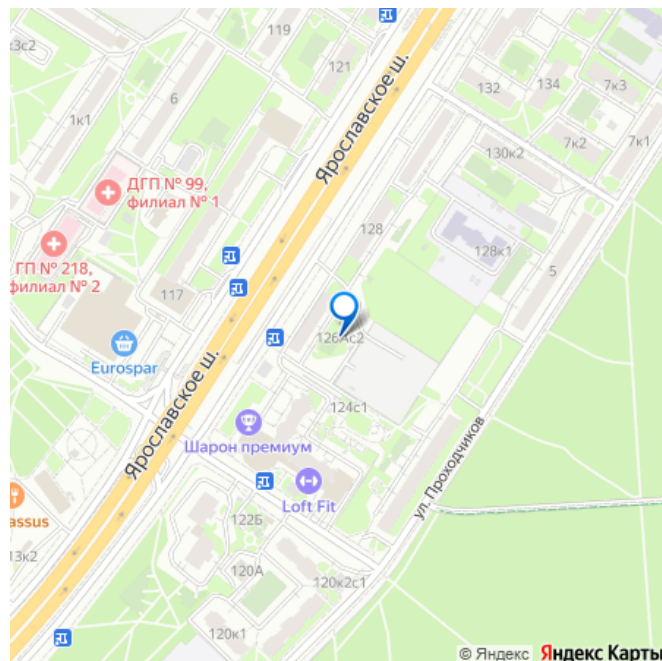 к3с2
119
121
6
1к1
Ярославское ш.
132
134
7к3
7к2
7к1
130к2
ДГП № 99,
филиал № 1
ГП № 218,
филиал № 2
128
128к1
5
117
126Ас2
Eurospar
Ярославское ш.
124с1
Шарон премиум
ул. Проходчиков
Loft Fit
assus
122Б
13к2
120А
120к2с1
120к1
© Яндекс Яндекс Карты